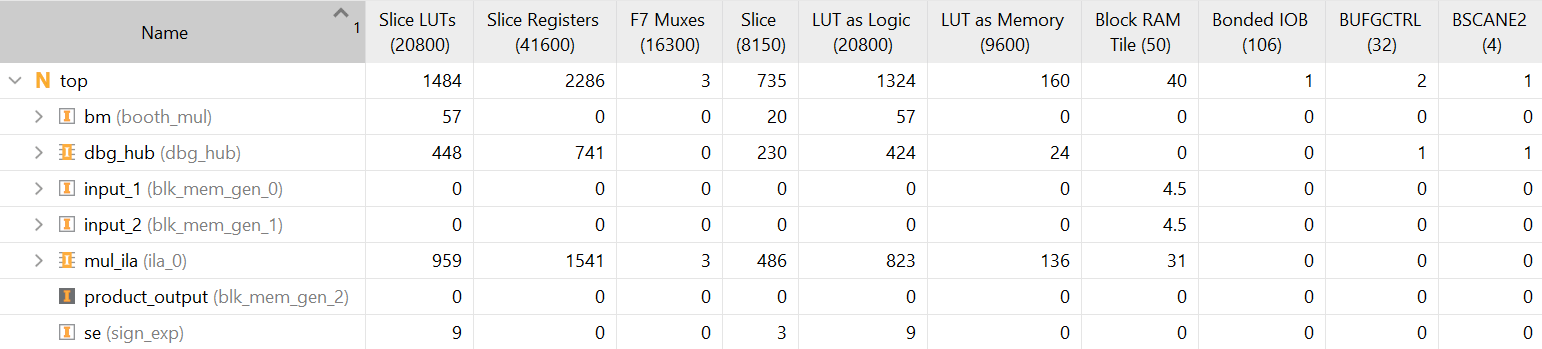 Name 1 Slice LUTs (20800) Slice Registers (41600) F7 Muxes (16300) Slice (8150) LUT as Logic (20800) LUT as Memory (9600) Block RAM Tile (50) Bonded IOB (106) BUFGCTRL (32) BSCANE2 (4)
N top 1484 2286 3 735 1324 160 40 1 2 1
bm (booth_mul) 57 0 0 20 57 0 0 0 0 0
dbg_hub (dbg_hub) 448 741 0 230 424 24 0 0 1 1
input_1 (blk_mem_gen_0) 0 0 0 0 0 0 4.5 0 0 0
input_2 (blk_mem_gen_1) 0 0 0 0 0 0 4.5 0 0 0
mul_ila (ila_0) 959 1541 3 486 823 136 31 0 0 0
product_output (blk_mem_gen_2) 0 0 0 0 0 0 0 0 0 0
se (sign_exp) 9 0 0 3 9 0 0 0 0 0